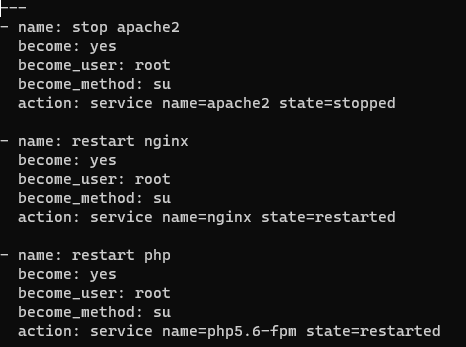 ---
- name: stop apache2
  become: yes
  become_user: root
  become_method: su
  action: service name=apache2 state=stopped

- name: restart nginx
  become: yes
  become_user: root
  become_method: su
  action: service name=nginx state=restarted

- name: restart php
  become: yes
  become_user: root
  become_method: su
  action: service name=php5.6-fpm state=restarted